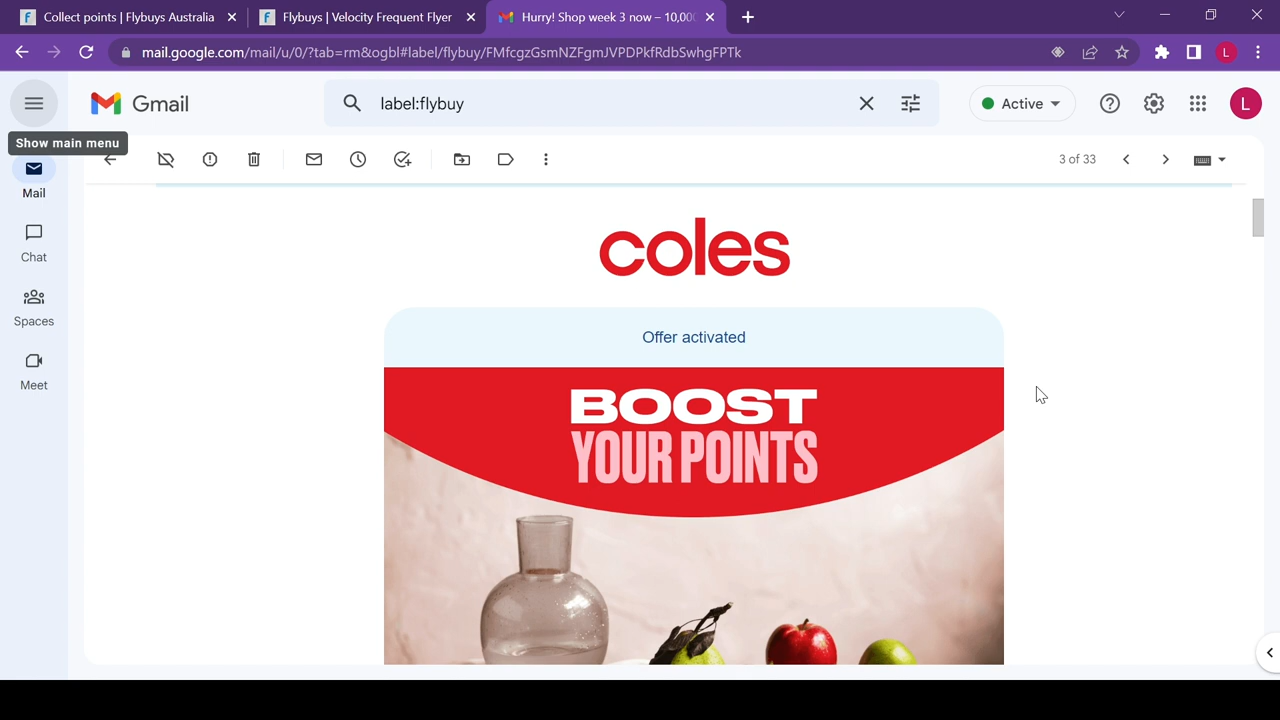 Collect points | Flybuys Australia
Flybuys | Velocity Frequent Flyer
Hurry! Shop week 3 now – 10,00
mail.google.com/mail/u/0/?tab=rm&ogbl#label/flybuy/FMfcgzGsmNZFgmJVPDPkfRdbSwhgFPTk
L
Gmail
label:flybuy
Active
L
Show main menu
3 of 33
Mail
Chat
Spaces
Meet
coles
Offer activated
BOOST
YOUR POINTS